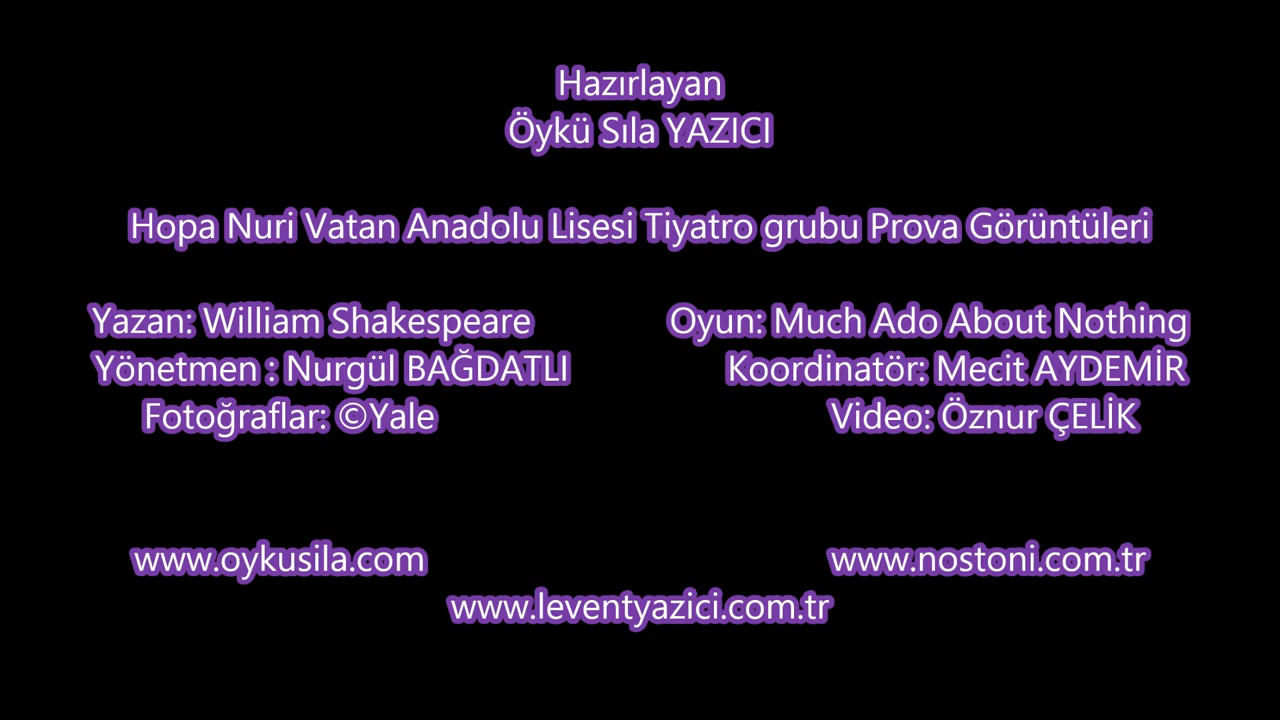 Hazırlayan
Öykü Sıla YAZICI
Hopa Nuri Vatan Anadolu Lisesi Tiyatro grubu Prova Görüntüleri
Yazan: William Shakespeare Oyun: Much Ado About Nothing
Yönetmen : Nurgül BAĞDATLI Koordinatör: Mecit AYDEMİR
Fotoğraflar: ©Yale Video: Öznur ÇELİK
www.oykusila.com www.nostoni.com.tr
www.leventyazici.com.tr